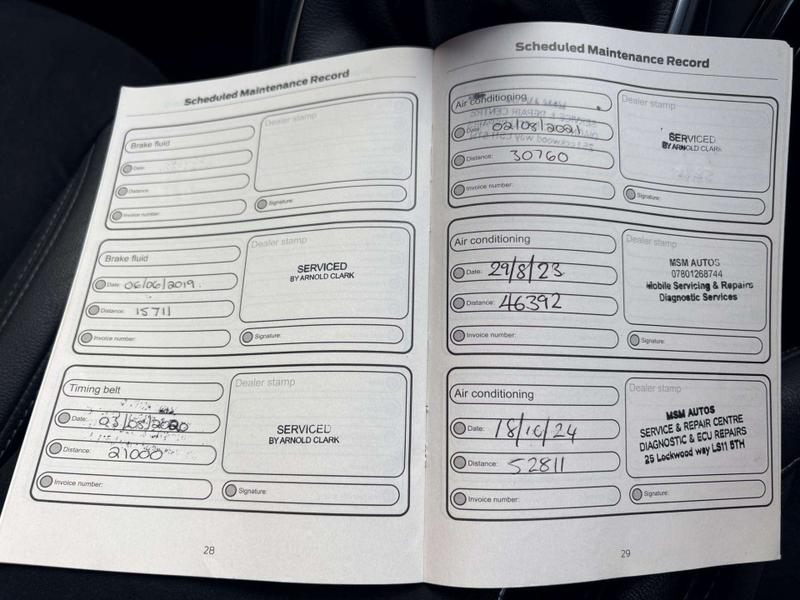 Scheduled Maintenance Record
Brake fluid
Date:
Distance:
Invoice number:
Dealer stamp
Signature:
Brake fluid
Date: 06/06/2019.
Distance: 15711
Invoice number:
Dealer stamp
SERVICED
BY ARNOLD CLARK
Signature:
Timing belt
Date: 03/03/2020
Distance: 21000
Invoice number:
Dealer stamp
SERVICED
BY ARNOLD CLARK
Signature:
28
Scheduled Maintenance Record
Air conditioning
Date: 02/03/2021
Distance: 30760
Invoice number:
Dealer stamp
SERVICED
BY ARNOLD CLARK
Signature:
Air conditioning
Date: 29/8/23
Distance: 46392
Invoice number:
Dealer stamp
MSM AUTOS
07801268744
Mobile Servicing & Repairs
Diagnostic Services
Signature:
Air conditioning
Date: 18/10/24
Distance: 52811
Invoice number:
Dealer stamp
MSM AUTOS
SERVICE & REPAIR CENTRE
DIAGNOSTIC & ECU REPAIRS
25 Lockwood way LS11 5TH
Signature:
29